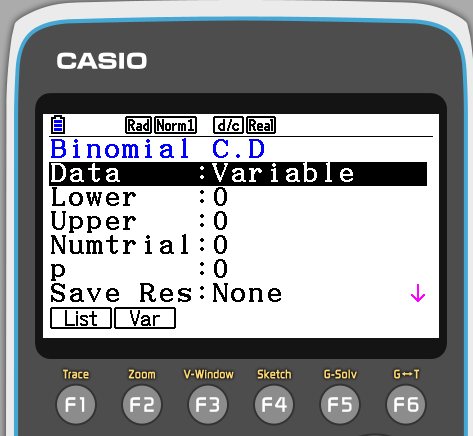 CASIO
Rad Norm1 d/c Real
Binomial C.D
Data :Variable
Lower :0
Upper :0
Numtrial:0
p :0
Save Res:None
List Var
Trace Zoom V-Window Sketch G-Solv G↔T
F1 F2 F3 F4 F5 F6